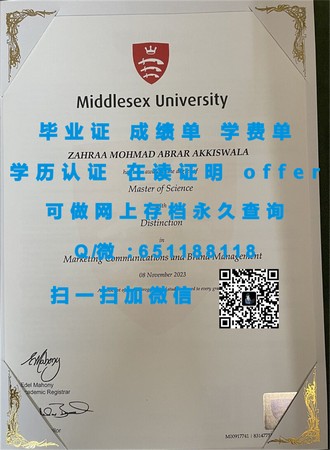 Middlesex University
毕业证 成绩单 学费单
ZAHRAA MOHMAD ABRAR AKKISWALA
学历认证 在读证明 offer
Master of Science
可做网上存档永久查询
Distinction
in
Q/微:651188118
Marketing Communications and Brand Management
08 November 2023
扫一扫加微信
Edel Mahony
Academic Registrar